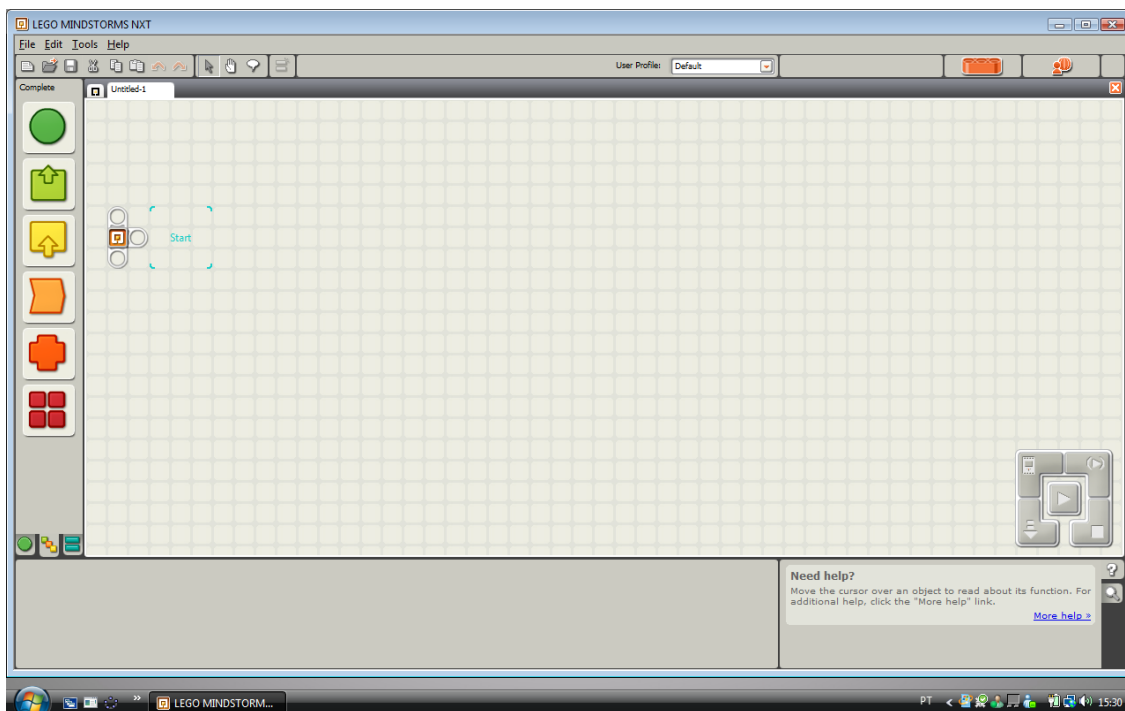 LEGO MINDSTORMS NXT
File Edit Tools Help
User Profile: Default
Complete
Untitled-1
Start
Need help?
Move the cursor over an object to read about its function. For
additional help, click the "More help" link.
More help »
LEGO MINDSTORM...
PT
15:30